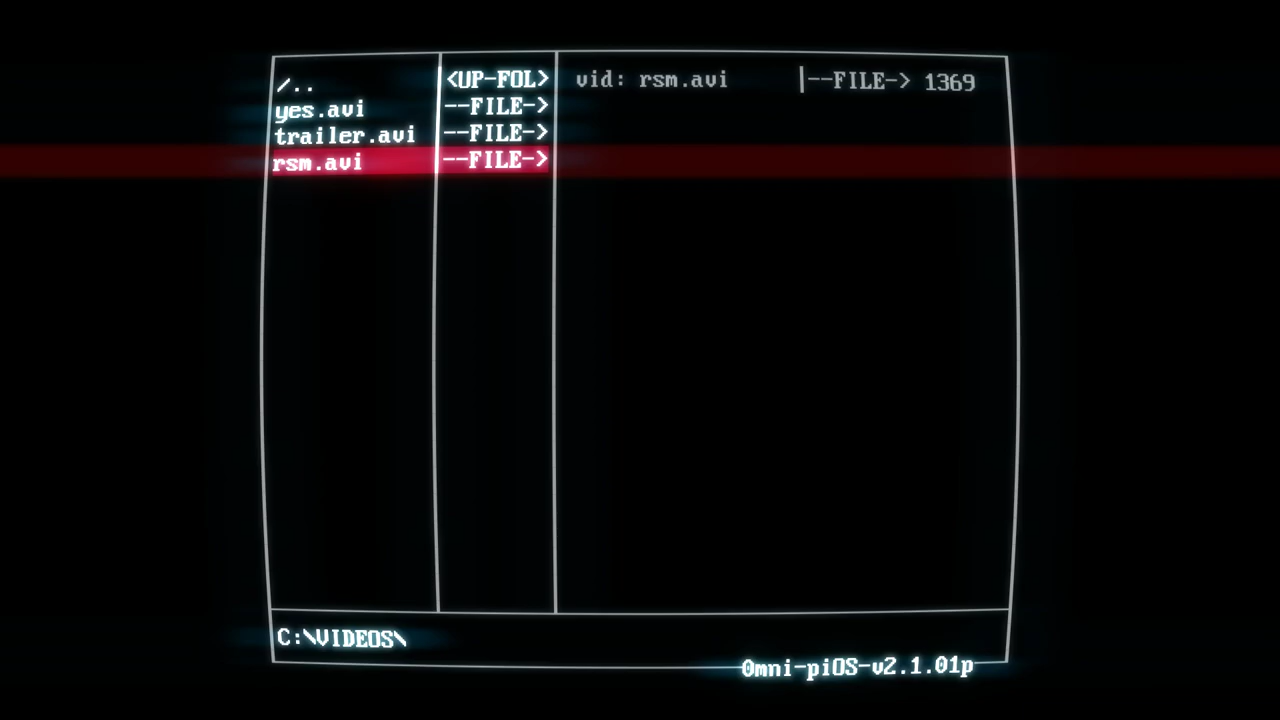 /.. <UP-FOL> vid: rsm.avi |--FILE-> 1369
yes.avi --FILE->
trailer.avi --FILE->
rsm.avi --FILE->
C:\VIDEOS\
Omni-piOS-v2.1.01p